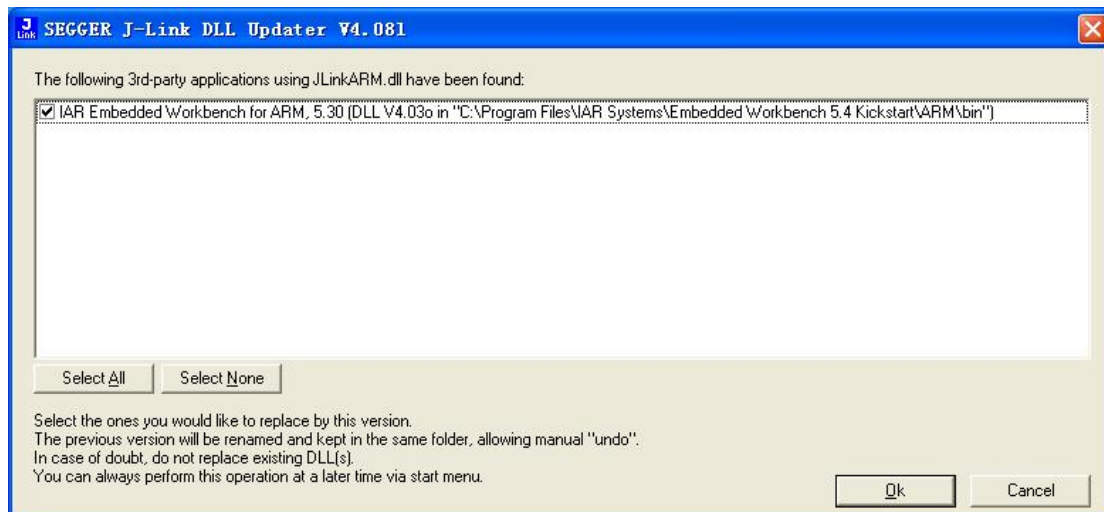 J Link SEGGER J-Link DLL Updater V4.081
The following 3rd-party applications using JLinkARM.dll have been found:
IAR Embedded Workbench for ARM, 5.30 (DLL V4.03o in "C:\Program Files\IAR Systems\Embedded Workbench 5.4 Kickstart\ARM\bin")
Select All Select None
Select the ones you would like to replace by this version.
The previous version will be renamed and kept in the same folder, allowing manual "undo".
In case of doubt, do not replace existing DLL(s).
You can always perform this operation at a later time via start menu.
Ok Cancel